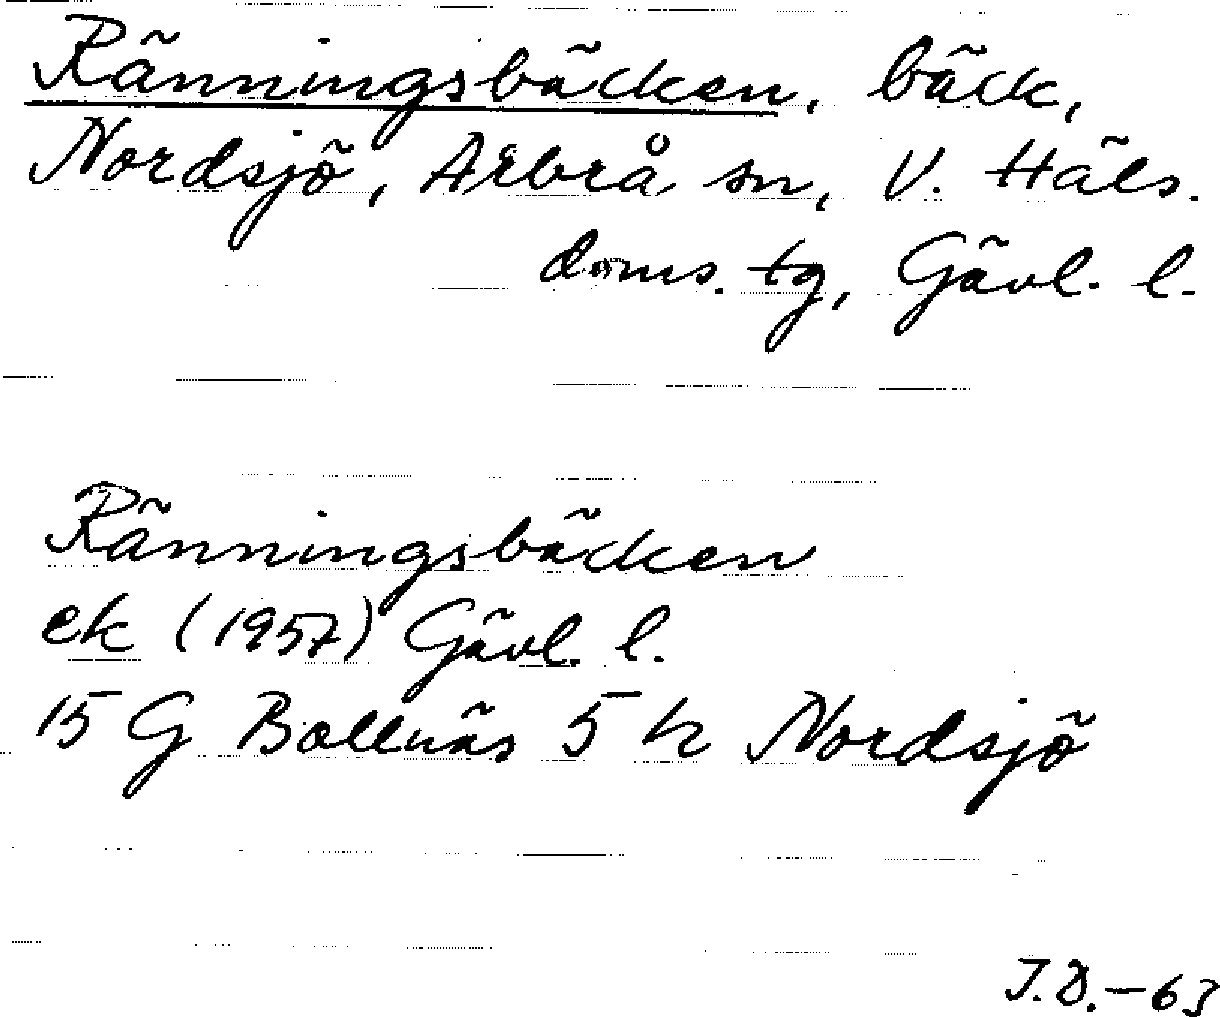 Ränningsbäcken, bäck,
Nordsjö, Arbrå sn, V. Häls.
doms. tg, Gävl. l.
Ränningsbäcken
ek (1957) Gävl. l.
15 G Bollnäs 5 h Nordsjö
J.D.-63